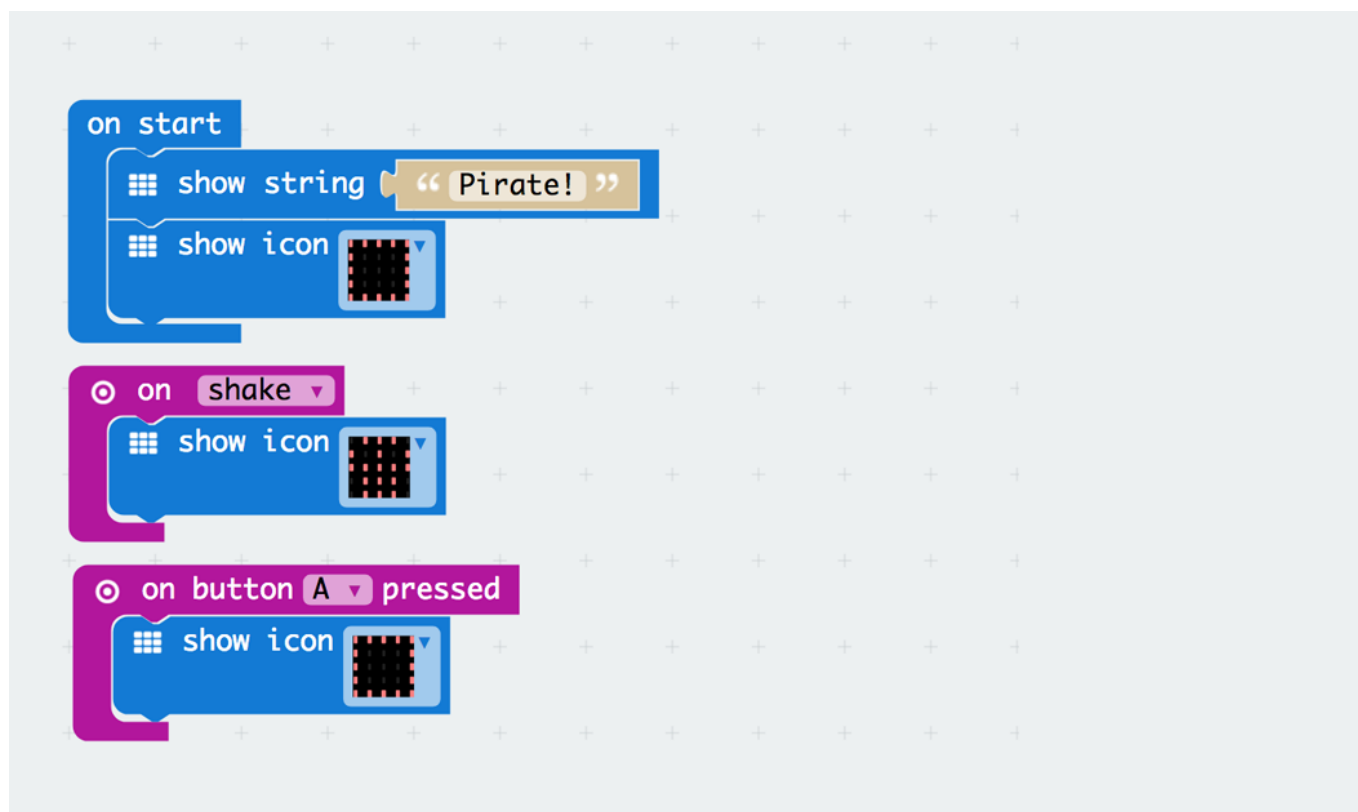 on start
show string “ Pirate! ”
show icon
on shake
show icon
on button A pressed
show icon